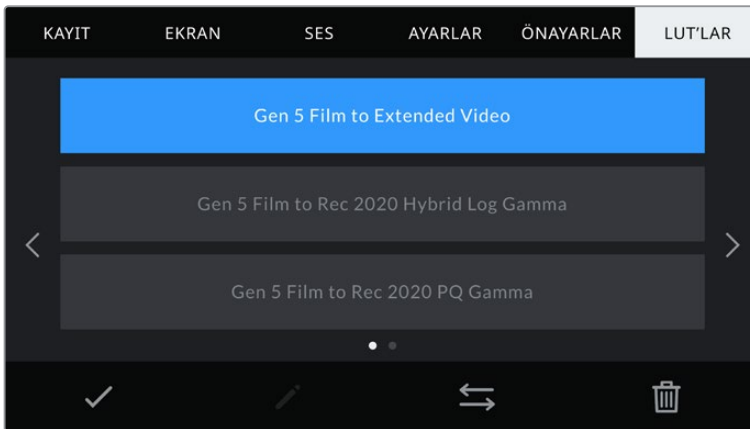 KAYIT EKRAN SES AYARLAR ÖNAYARLAR LUT'LAR
Gen 5 Film to Extended Video
Gen 5 Film to Rec 2020 Hybrid Log Gamma
Gen 5 Film to Rec 2020 PQ Gamma